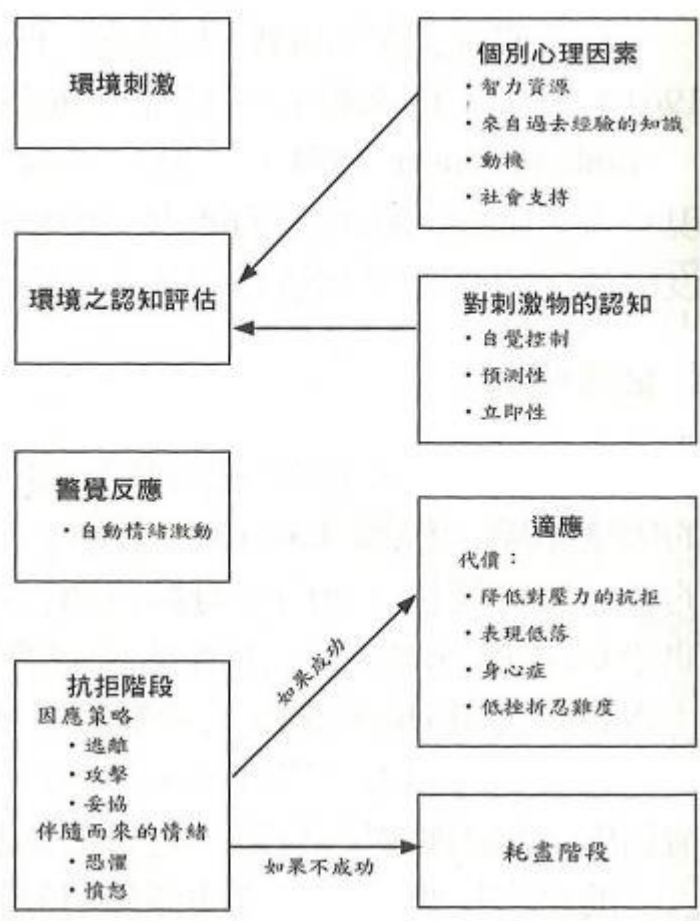 環境刺激
個別心理因素
・智力資源
・來自過去經驗的知識
・動機
・社會支持
環境之認知評估
對刺激物的認知
・自覺控制
・預測性
・立即性
警覺反應
・自動情緒激動
適應
代價：
・降低對壓力的抗拒
・表現低落
・身心症
・低挫折忍難度
抗拒階段
因應策略
・逃離
・攻擊
・妥協
伴隨而來的情緒
・恐懼
・憤怒
如果成功
如果不成功
耗盡階段